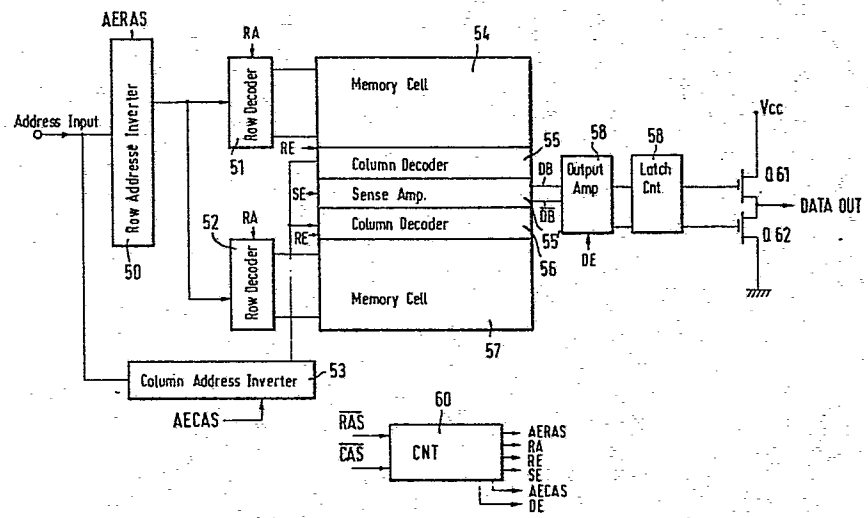 AERAS
Address Input
Row Addresse Inverter
50
RA
Row Decoder
51
54
Memory Cell
RE
Column Decoder
55
SE
Sense Amp.
55'
RE
Column Decoder
56
52
RA
Row Decoder
Memory Cell
57
DB
DB
58
Output
Amp
DE
58
Latch
Cnt.
Vcc
Q61
DATA OUT
Q62
Column Address Inverter
53
AECAS
RAS
CAS
60
CNT
AERAS
RA
RE
SE
AECAS
DE